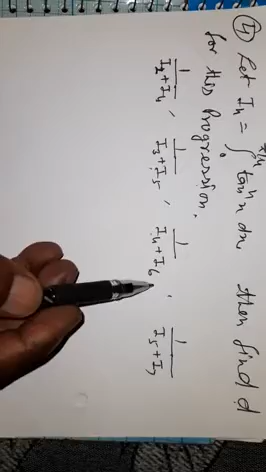 ④ Let Iₙ = ∫₀^π/4 tanⁿx dx then find d
for this Progression.
1/(I₂+I₄) , 1/(I₃+I₅) , 1/(I₄+I₆) , 1/(I₅+I₇)